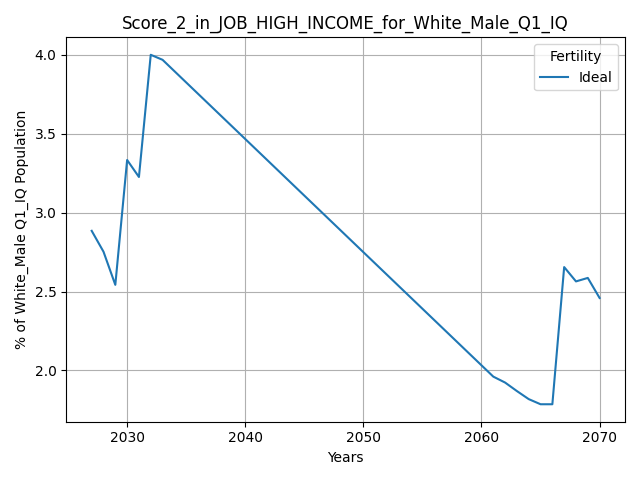 Score_2_in_JOB_HIGH_INCOME_for_White_Male_Q1_IQ
Fertility
Ideal
% of White_Male Q1_IQ Population
4.0
3.5
3.0
2.5
2.0
2030 2040 2050 2060 2070
Years